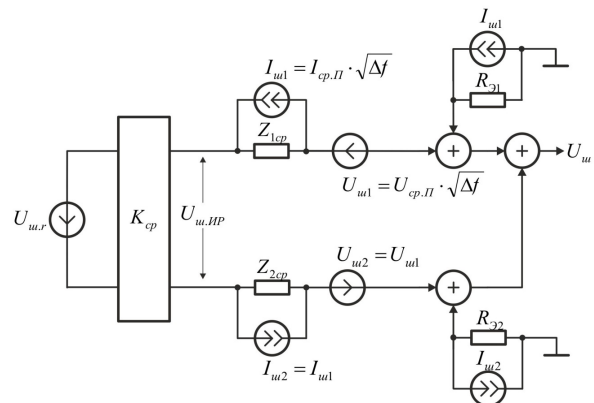 I_ш1
I_ш1 = I_ср.П · √Δf
R_Э1
Z_1ср
+
+
U_ш
U_ш1 = U_ср.П · √Δf
U_ш.r
K_ср
U_ш.ИР
U_ш2 = U_ш1
Z_2ср
+
R_Э2
I_ш2
I_ш2 = I_ш1